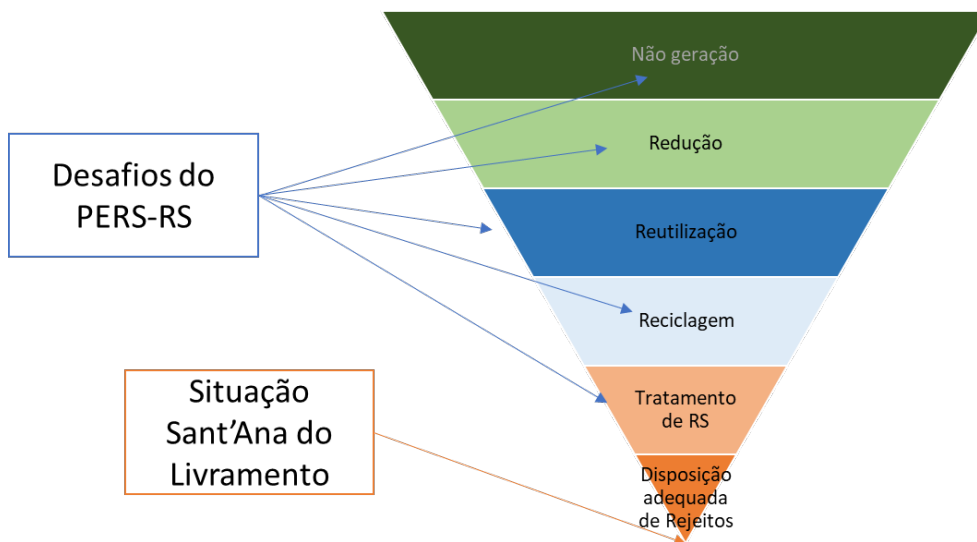 Não geração
Redução
Desafios do
PERS-RS
Reutilização
Reciclagem
Situação
Sant’Ana do
Livramento
Tratamento
de RS
Disposição
adequada
de Rejeitos